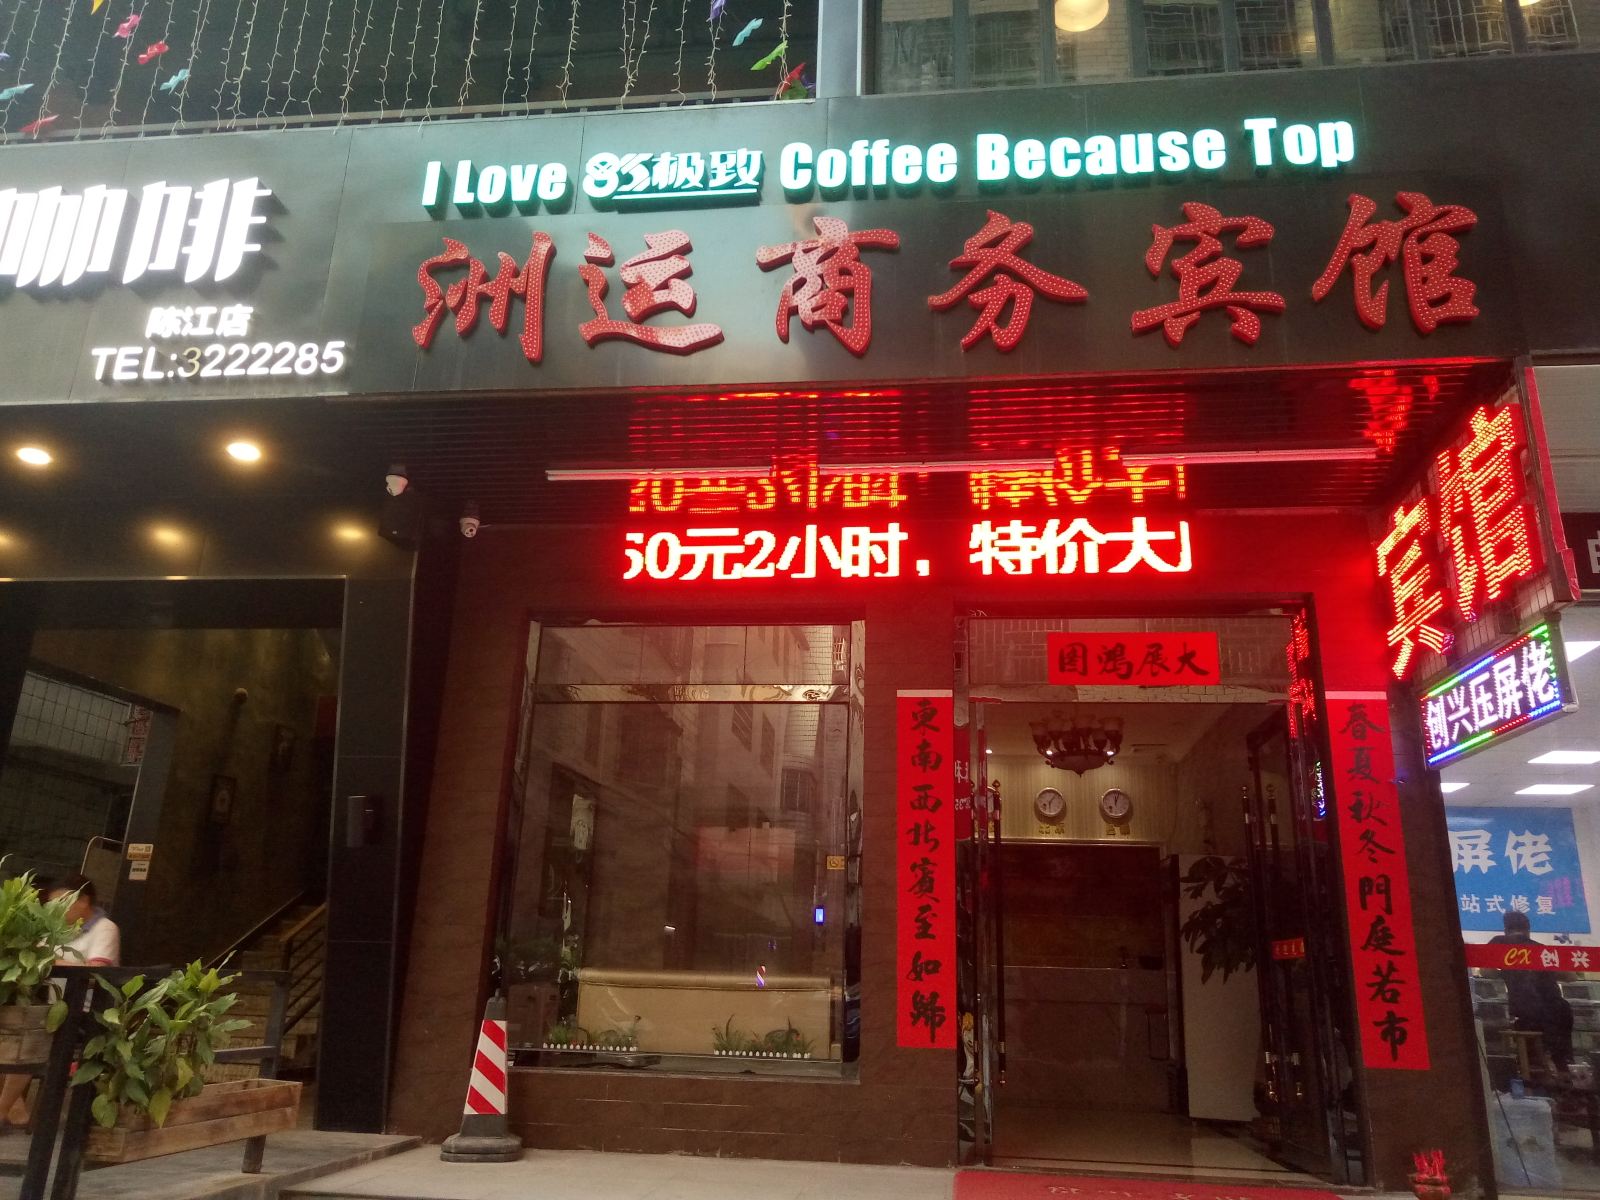 I Love 85极致 Coffee Because Top
咖啡
陈江店
TEL:3222285
洲运商务宾馆
50元2小时，特价大
宾馆
创兴压屏佬
大展鴻图
春夏秋冬門庭若市
東南西北賓至如歸
屏佬
站式修复
CX创兴